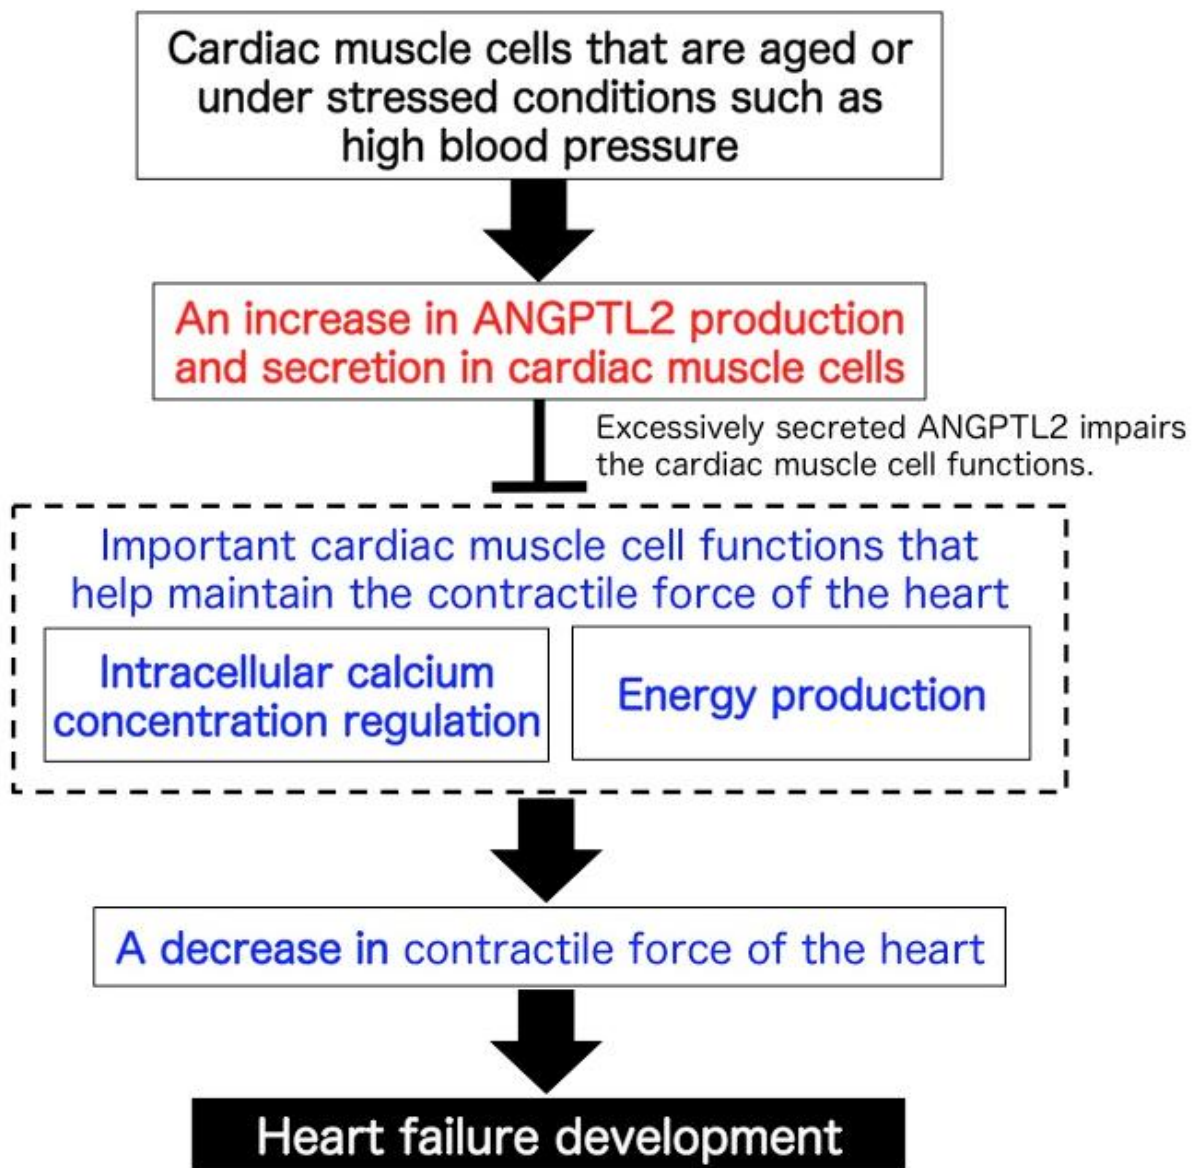 Cardiac muscle cells that are aged or
under stressed conditions such as
high blood pressure
An increase in ANGPTL2 production
and secretion in cardiac muscle cells
Excessively secreted ANGPTL2 impairs
the cardiac muscle cell functions.
Important cardiac muscle cell functions that
help maintain the contractile force of the heart
Intracellular calcium
concentration regulation
Energy production
A decrease in contractile force of the heart
Heart failure development